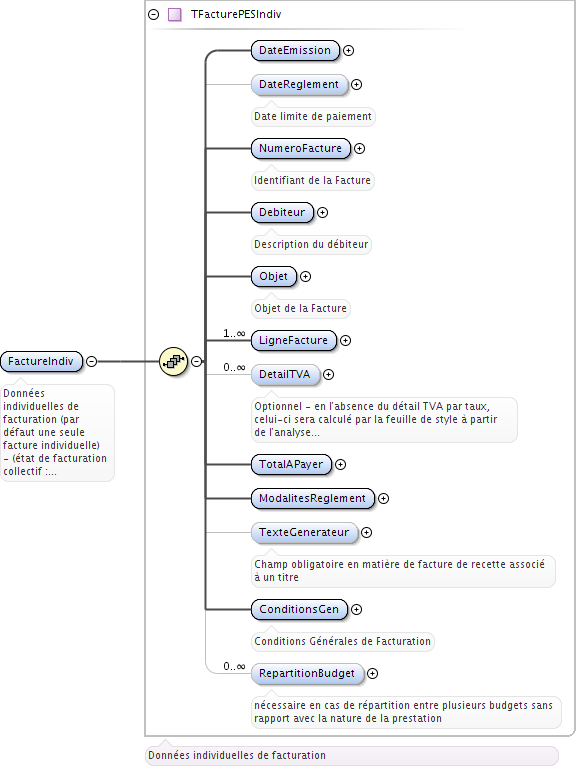 TFacturePESIndiv
DateEmission
DateReglement
Date limite de paiement
NumeroFacture
Identifiant de la Facture
Debiteur
Description du débiteur
Objet
Objet de la Facture
1..∞
LigneFacture
0..∞
DetailTVA
Optionnel - en l'absence du détail TVA par taux,
celui-ci sera calculé par la feuille de style à partir
de l'analyse...
FactureIndiv
Données
individuelles de
facturation (par
défaut une seule
facture individuelle)
- (état de facturation
collectif :...
TotalAPayer
ModalitesReglement
TexteGenerateur
Champ obligatoire en matière de facture de recette associé
à un titre
ConditionsGen
Conditions Générales de Facturation
0..∞
RepartitionBudget
nécessaire en cas de répartition entre plusieurs budgets sans
rapport avec la nature de la prestation
Données individuelles de facturation